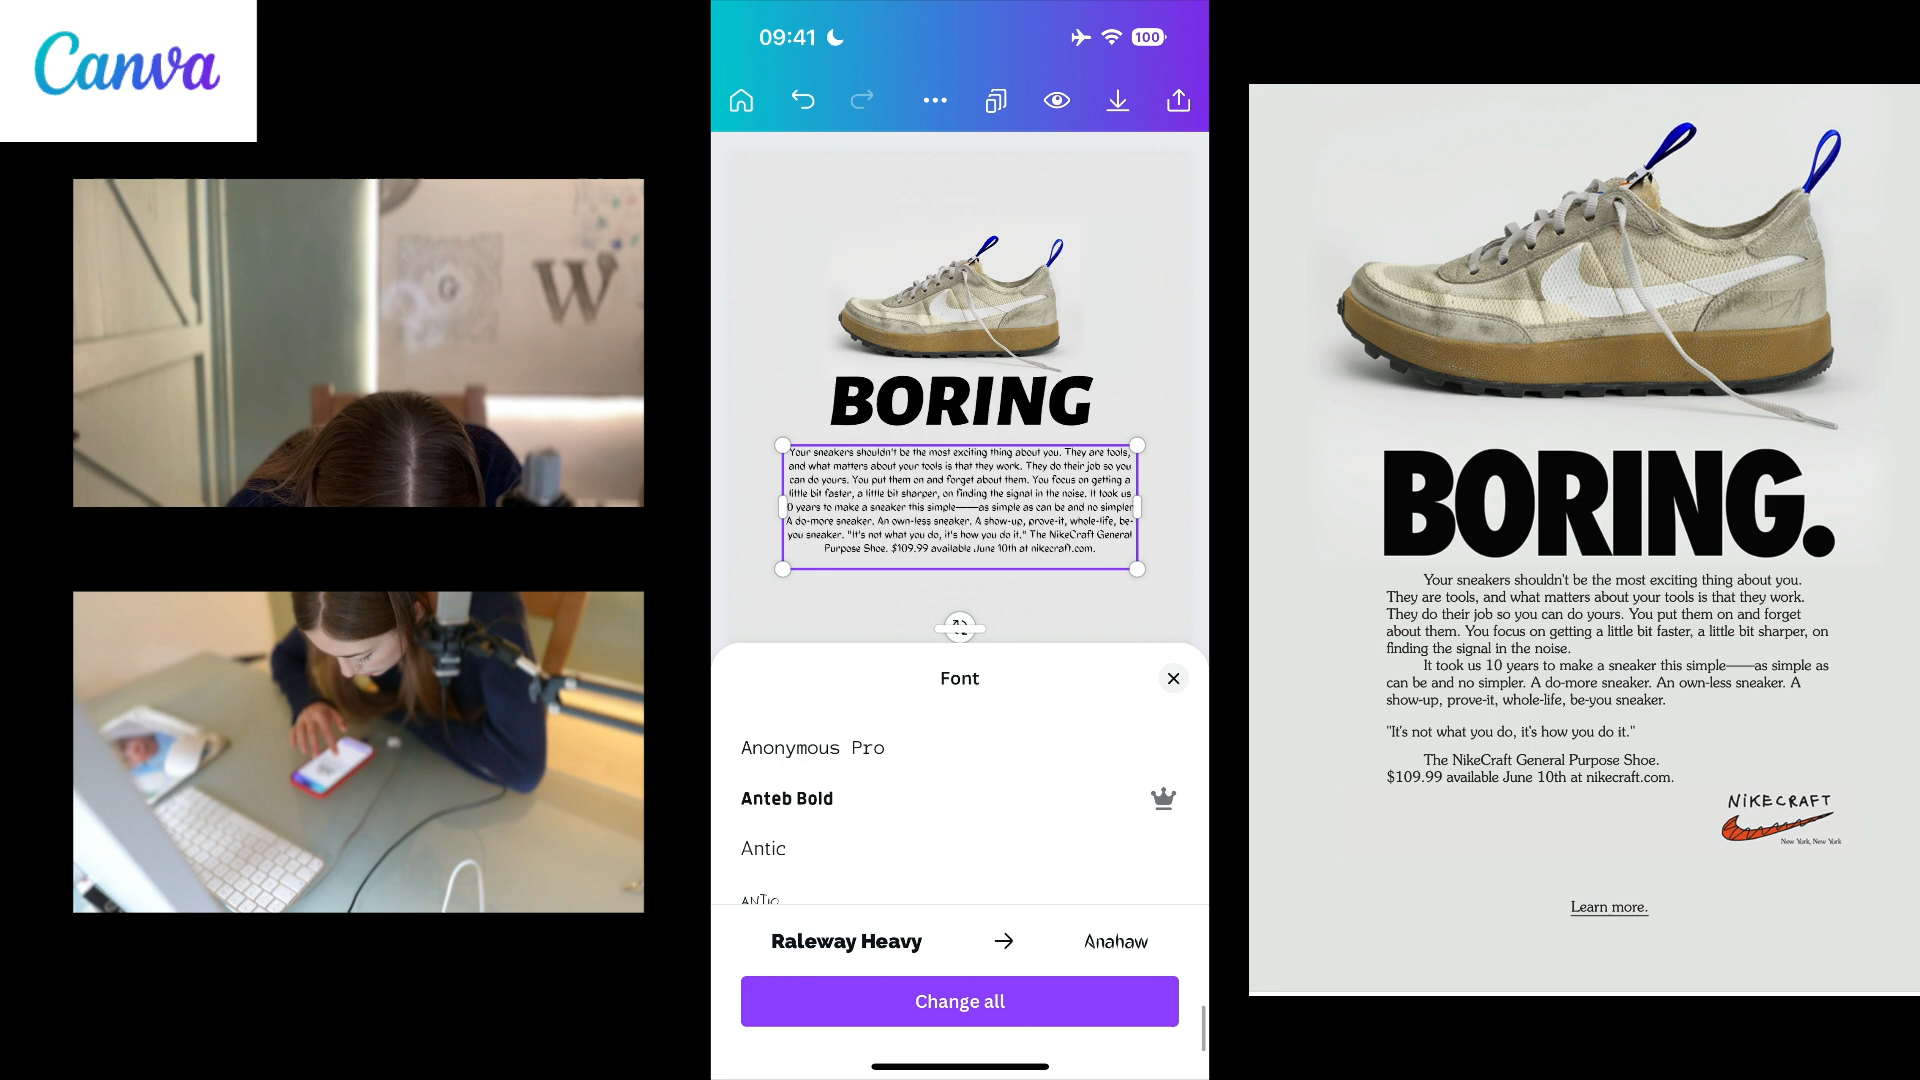 Canva
W
G
09:41
100
BORING
Your sneakers shouldn't be the most exciting thing about you. They are tools,
and what matters about your tools is that they work. They do their job so you
can do yours. You put them on and forget about them. You focus on getting a
little bit faster, a little bit sharper, on finding the signal in the noise. It took us
0 years to make a sneaker this simple——as simple as can be and no simpler
A do-more sneaker. An own-less sneaker. A show-up, prove-it, whole-life, be-
you sneaker. "It's not what you do, it's how you do it." The NikeCraft General
Purpose Shoe. $109.99 available June 10th at nikecraft.com.
Font
Anonymous Pro
Anteb Bold
Antic
ANTIC
Raleway Heavy → Anahaw
Change all
BORING.
Your sneakers shouldn't be the most exciting thing about you.
They are tools, and what matters about your tools is that they work.
They do their job so you can do yours. You put them on and forget
about them. You focus on getting a little bit faster, a little bit sharper, on
finding the signal in the noise.
It took us 10 years to make a sneaker this simple——as simple as
can be and no simpler. A do-more sneaker. An own-less sneaker. A
show-up, prove-it, whole-life, be-you sneaker.
"It's not what you do, it's how you do it."
The NikeCraft General Purpose Shoe.
$109.99 available June 10th at nikecraft.com.
NIKECRAFT
New York, New York
Learn more.